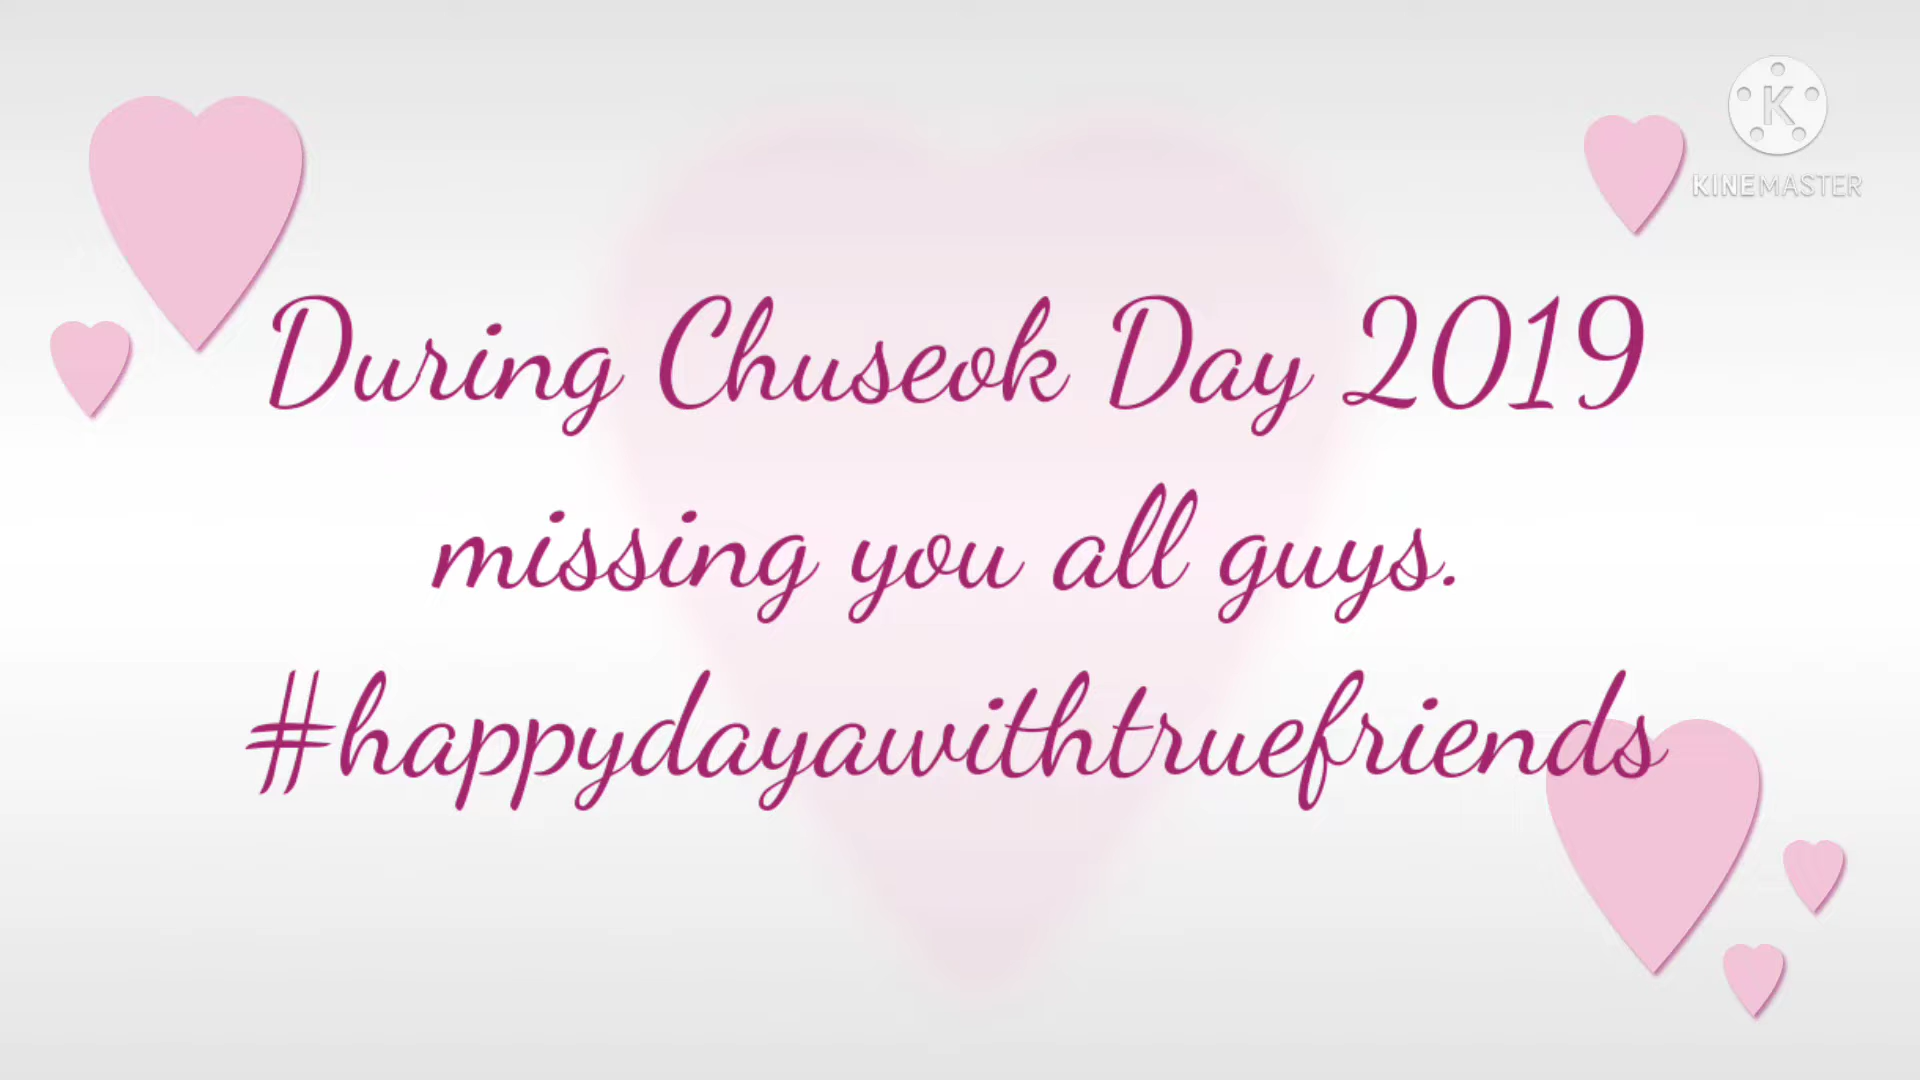 K
KINEMASTER
During Chuseok Day 2019
missing you all guys.
#happydayawithtruefriends